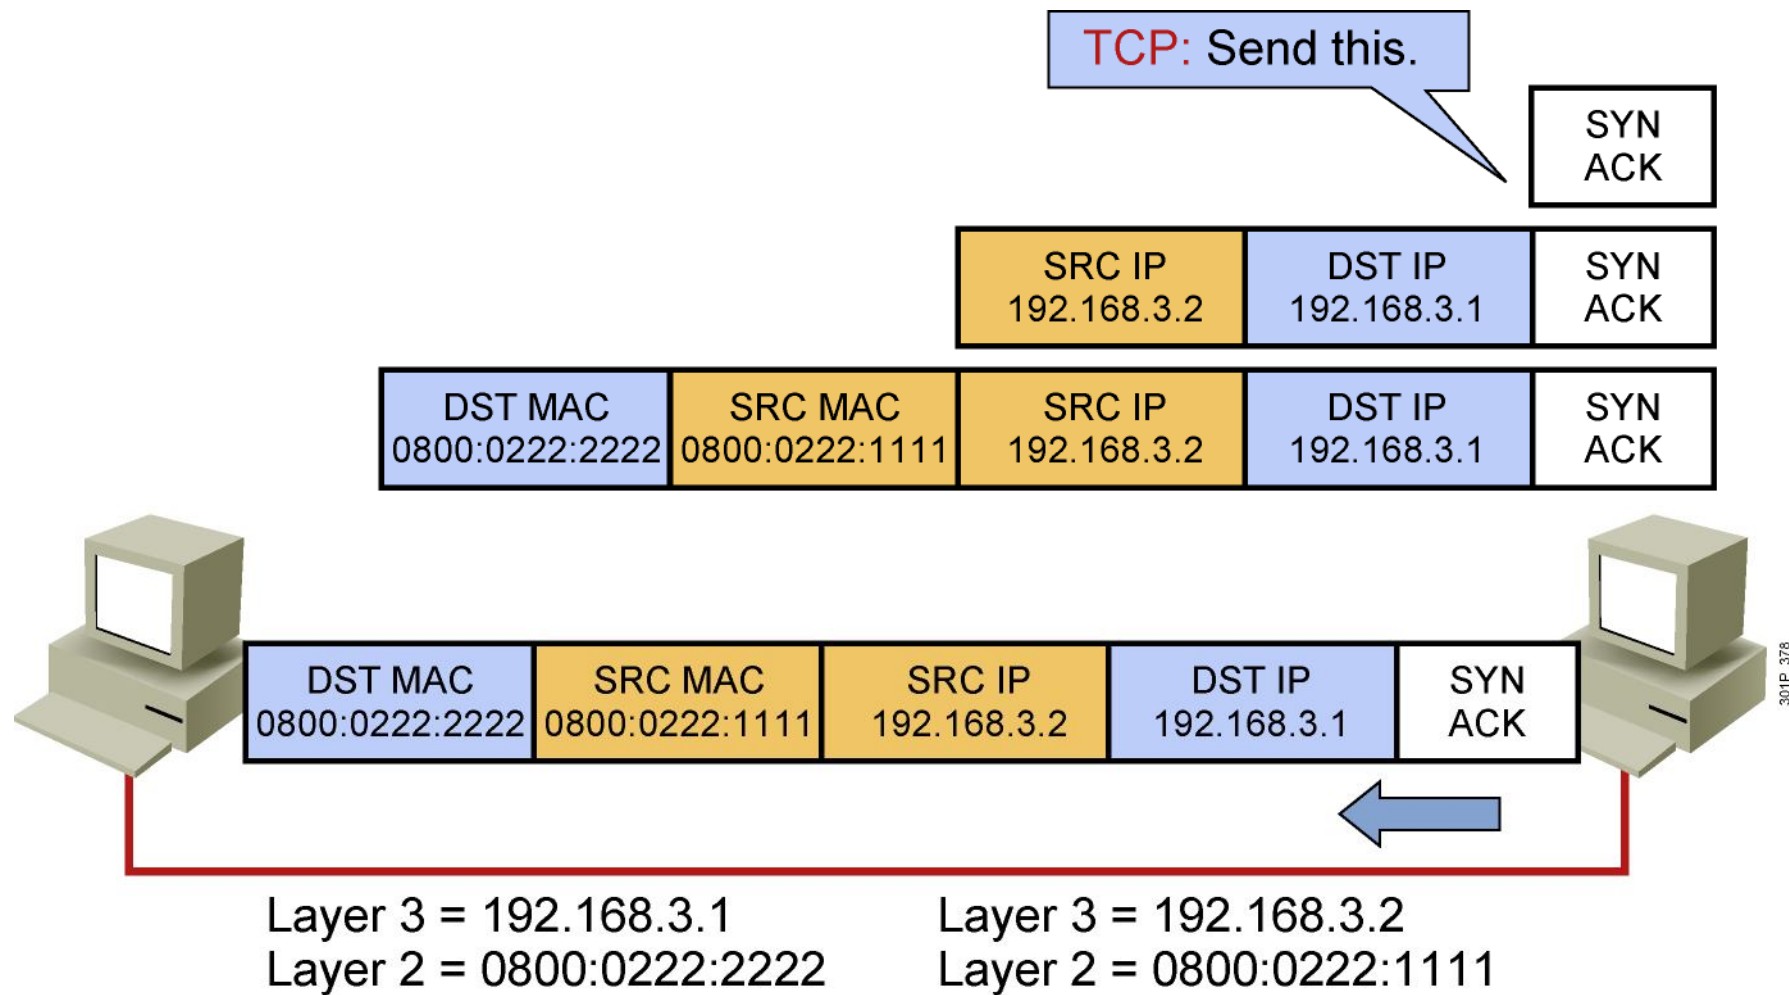 TCP: Send this.
SYN
ACK
SRC IP
192.168.3.2
DST IP
192.168.3.1
SYN
ACK
DST MAC
0800:0222:2222
SRC MAC
0800:0222:1111
SRC IP
192.168.3.2
DST IP
192.168.3.1
SYN
ACK
DST MAC
0800:0222:2222
SRC MAC
0800:0222:1111
SRC IP
192.168.3.2
DST IP
192.168.3.1
SYN
ACK
301P_378
Layer 3 = 192.168.3.1
Layer 2 = 0800:0222:2222
Layer 3 = 192.168.3.2
Layer 2 = 0800:0222:1111